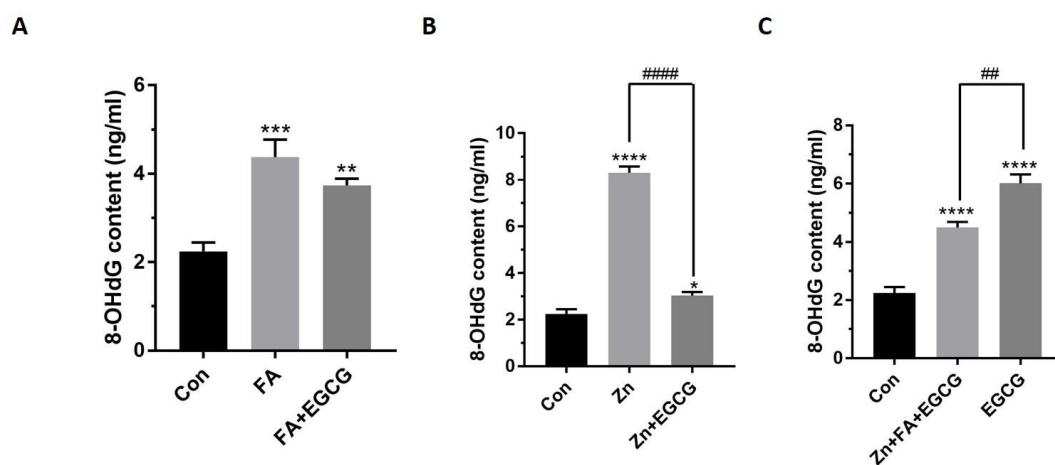 A
8-OHdG content (ng/ml)
6
4
2
0
***
**
Con
FA
FA+EGCG
B
8-OHdG content (ng/ml)
10
8
6
4
2
0
####
****
*
Con
Zn
Zn+EGCG
C
8-OHdG content (ng/ml)
8
6
4
2
0
##
****
****
Con
Zn+FA+EGCG
EGCG